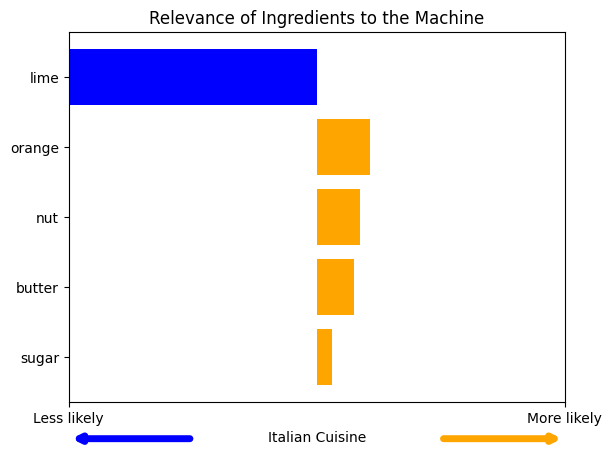 Relevance of Ingredients to the Machine
lime
orange
nut
butter
sugar
Less likely
More likely
Italian Cuisine